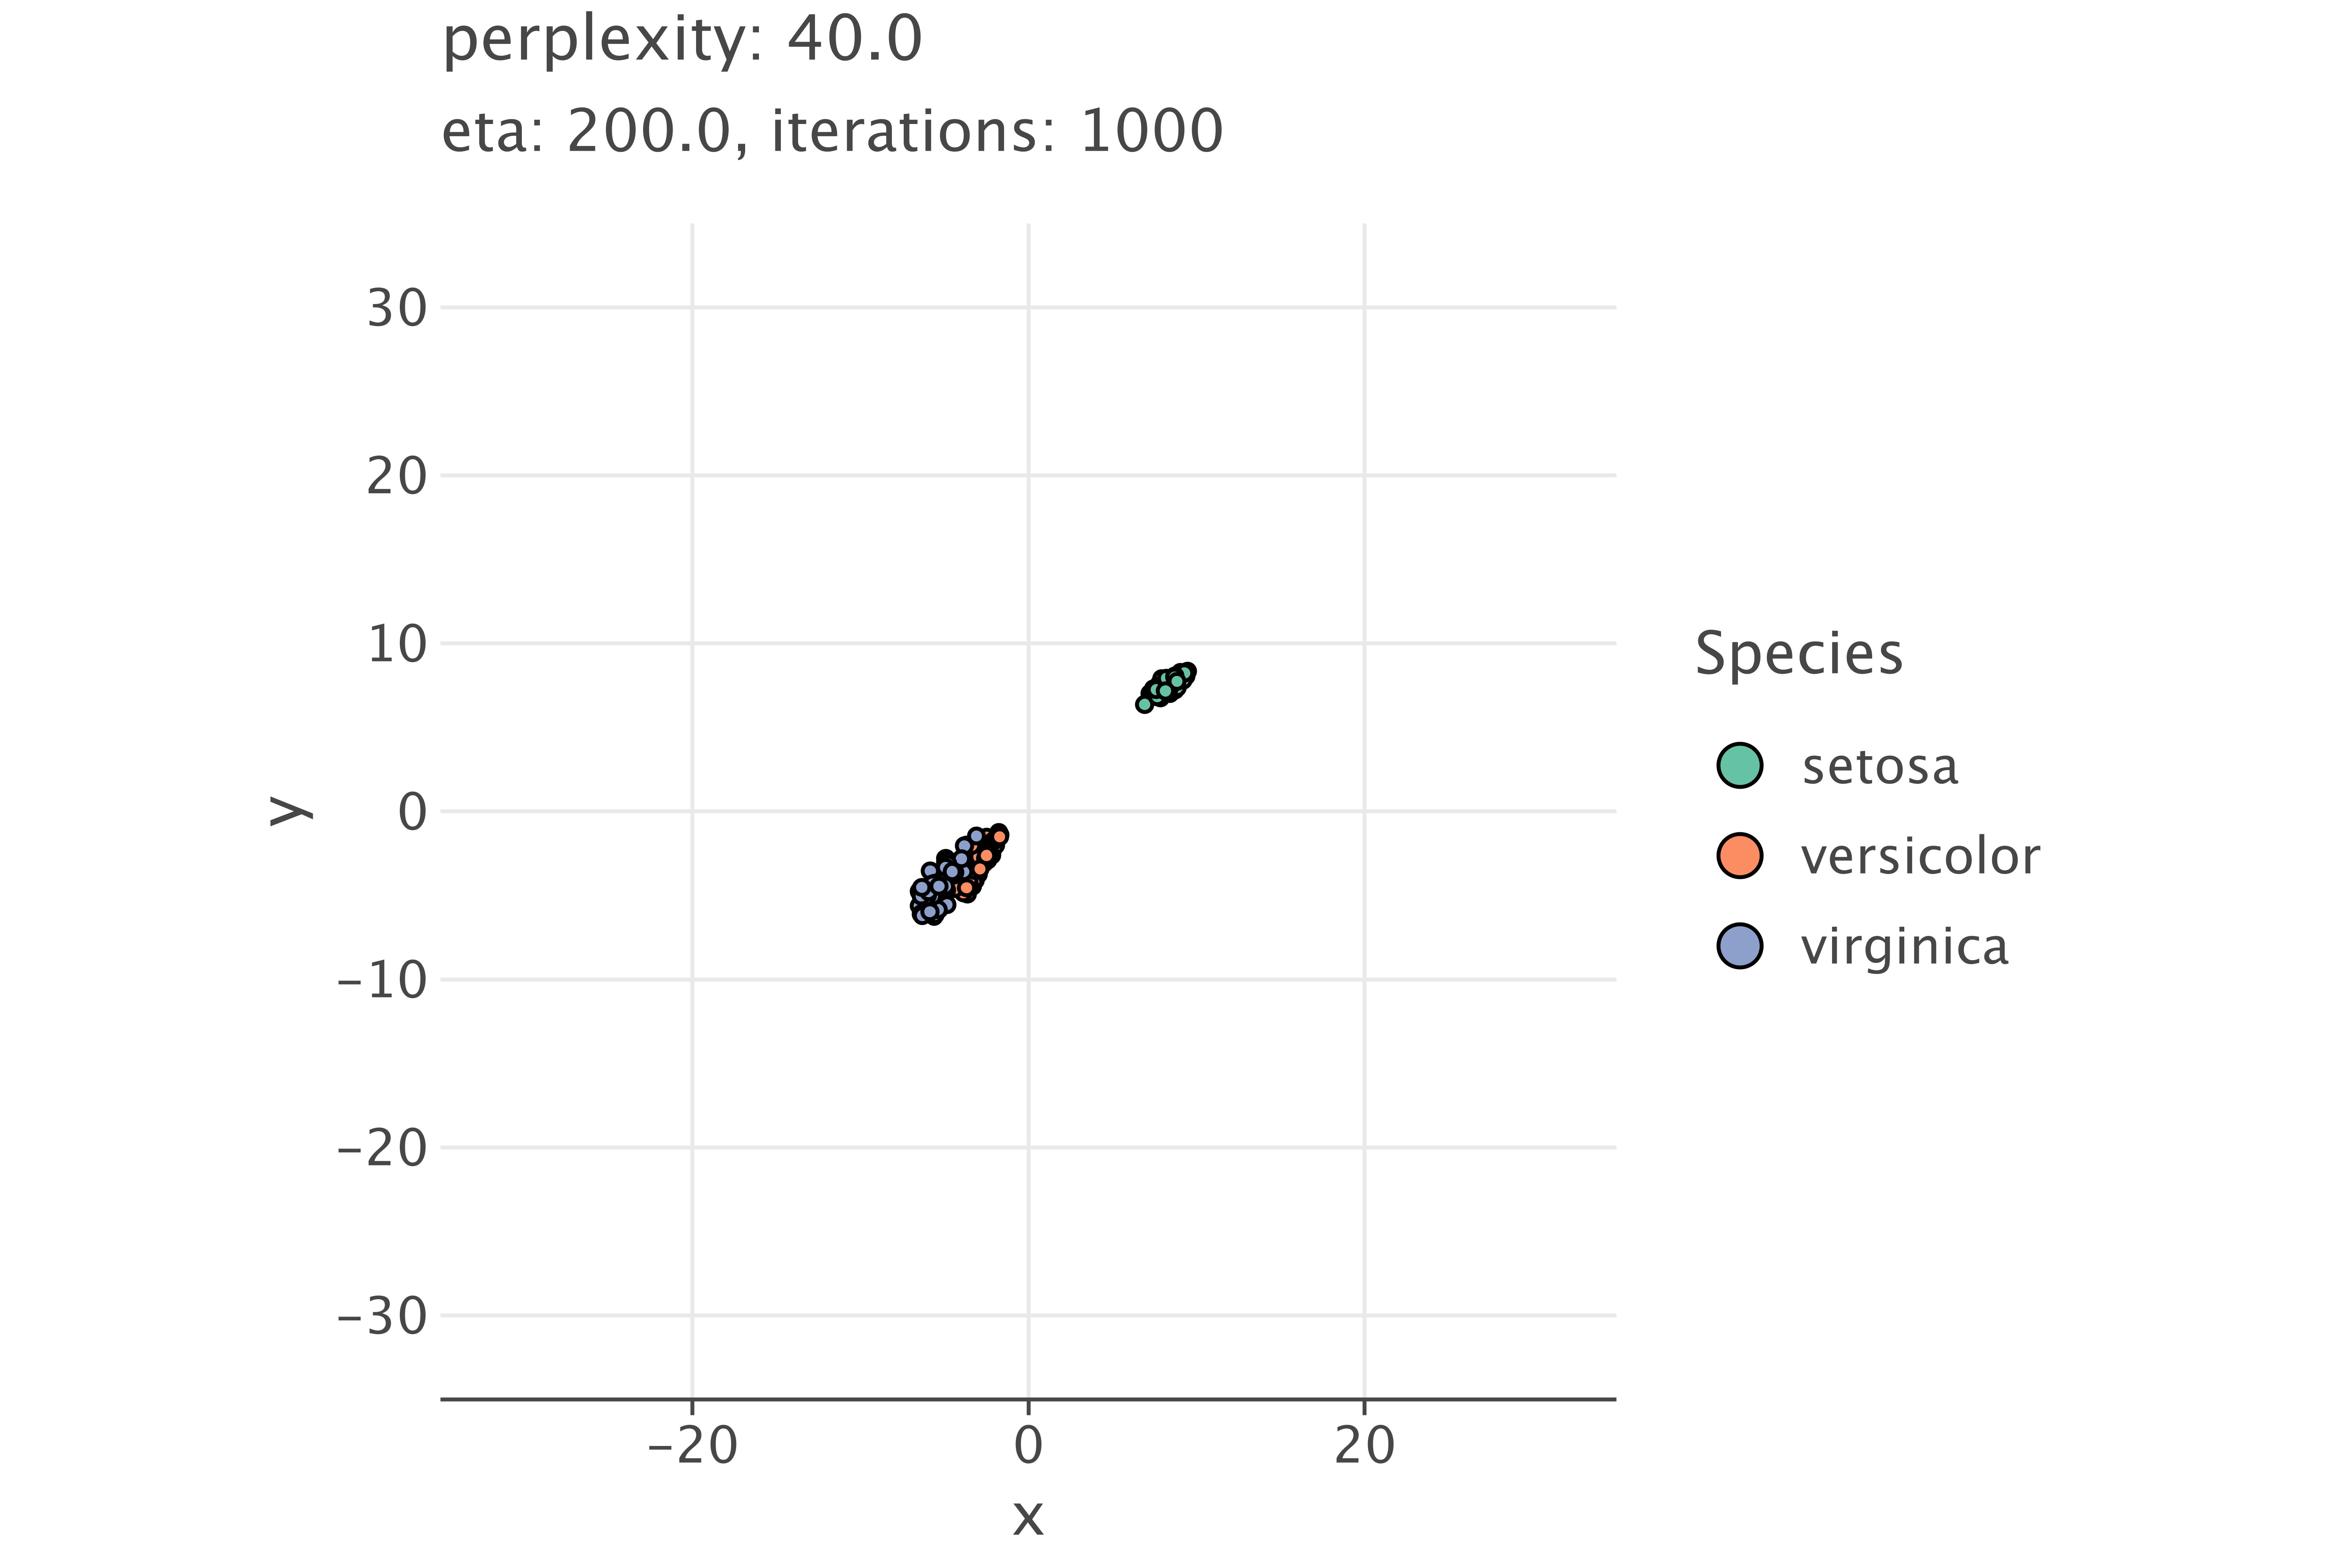 perplexity: 40.0
eta: 200.0, iterations: 1000
30
20
10
0
−10
−20
−30
y
−20 0 20
x
Species
setosa
versicolor
virginica